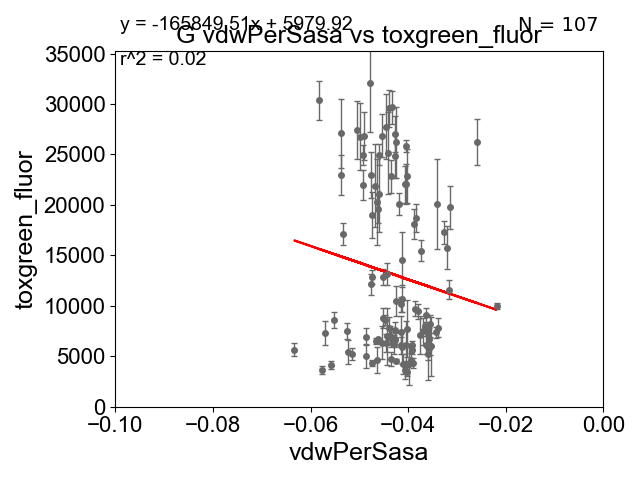 y = -165849.51x + 5979.92
N = 107
G vdwPerSasa vs toxgreen_fluor
r^2 = 0.02
toxgreen_fluor
35000
30000
25000
20000
15000
10000
5000
0
−0.10 −0.08 −0.06 −0.04 −0.02 0.00
vdwPerSasa